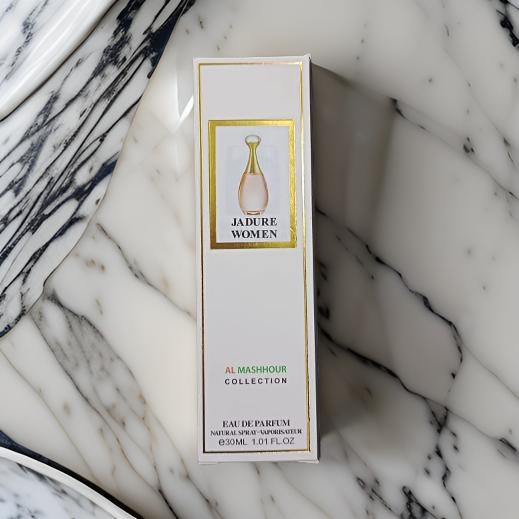 JADURE
WOMEN
AL MASHHOUR
COLLECTION
EAU DE PARFUM
NATURAL SPRAY-VAPORISATEUR
℮30ML 1.01 FL.OZ